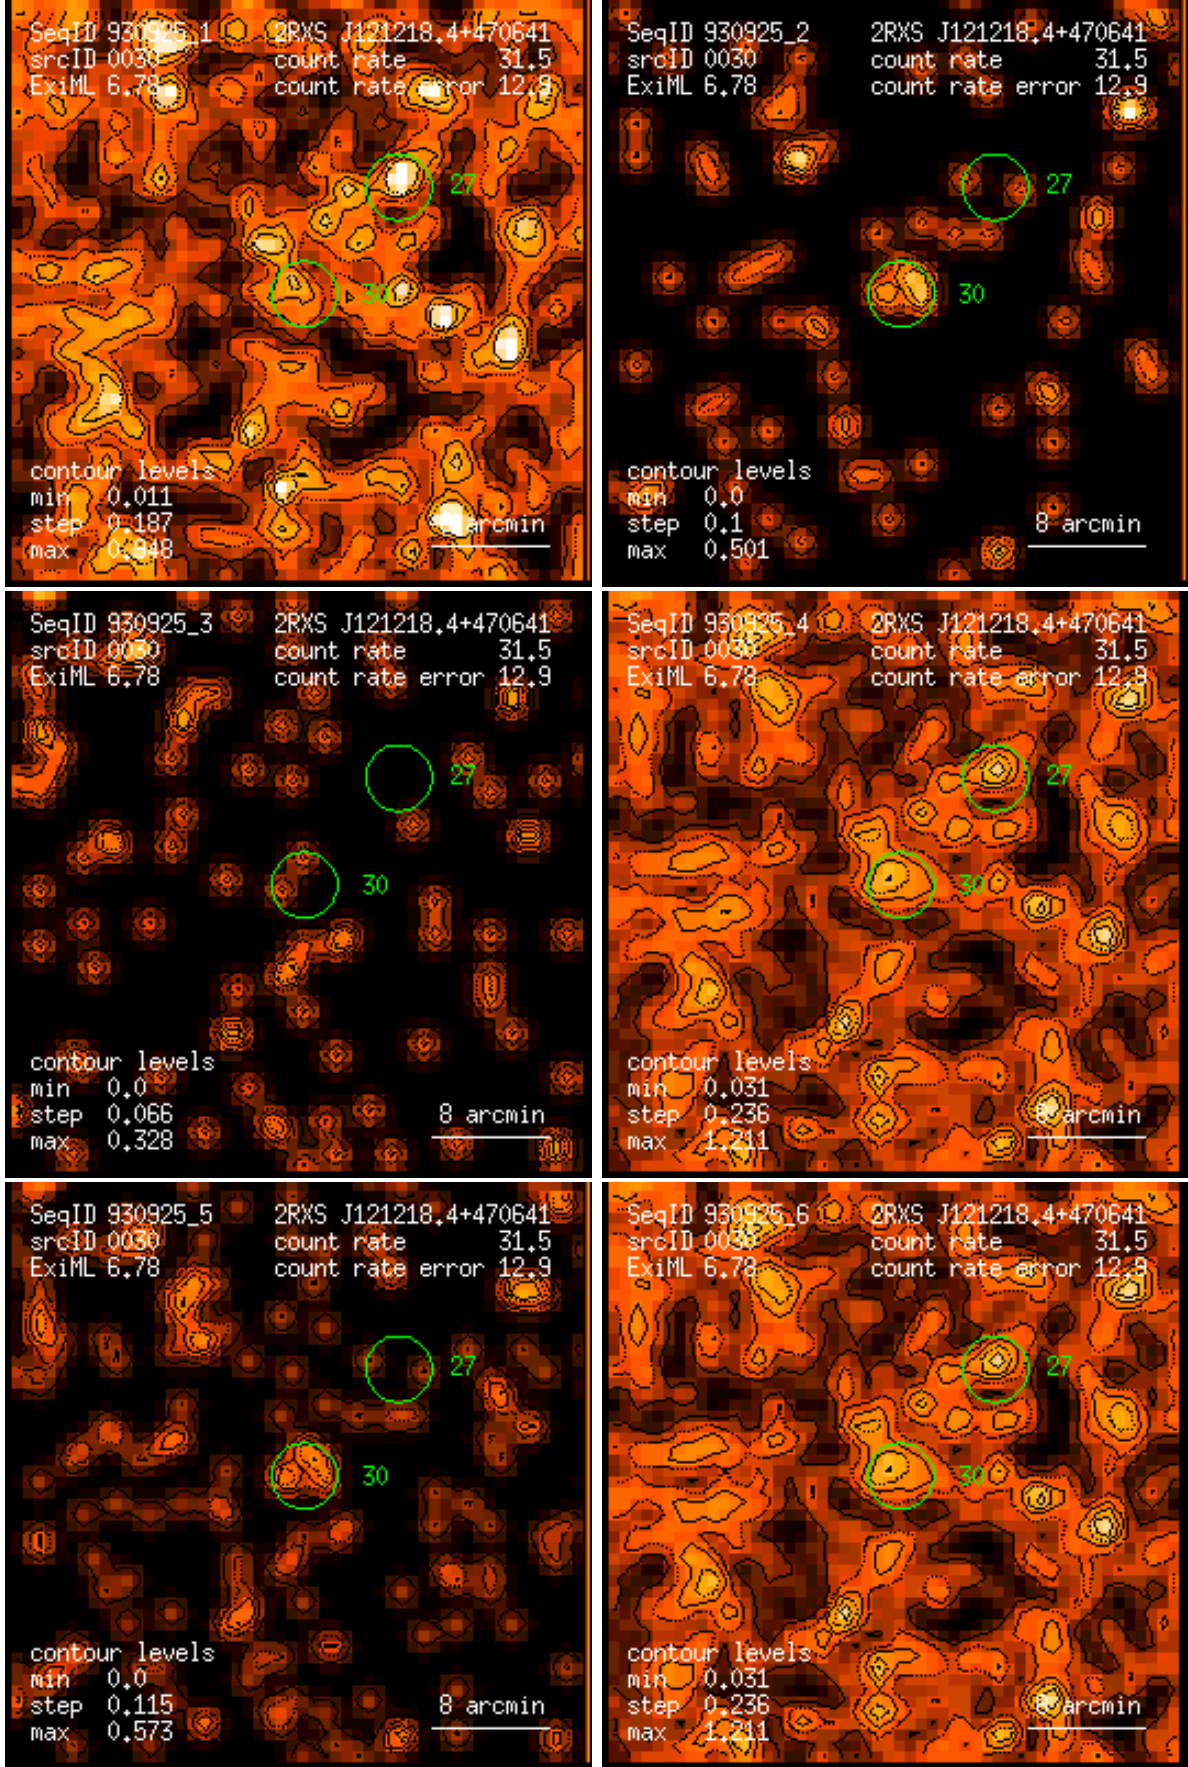 SeqID 930925_1 2RXS J121218.4+470641
srcID 0030 count rate 31.5
ExiML 6.78 count rate error 12.9
27
30
contour levels
min 0.011
step 0.187 8 arcmin
max 0.948
SeqID 930925_2 2RXS J121218.4+470641
srcID 0030 count rate 31.5
ExiML 6.78 count rate error 12.9
27
30
contour levels
min 0.0
step 0.1 8 arcmin
max 0.501
SeqID 930925_3 2RXS J121218.4+470641
srcID 0030 count rate 31.5
ExiML 6.78 count rate error 12.9
27
30
contour levels
min 0.0
step 0.066 8 arcmin
max 0.328
SeqID 930925_4 2RXS J121218.4+470641
srcID 0030 count rate 31.5
ExiML 6.78 count rate error 12.9
27
30
contour levels
min 0.031
step 0.236 8 arcmin
max 1.211
SeqID 930925_5 2RXS J121218.4+470641
srcID 0030 count rate 31.5
ExiML 6.78 count rate error 12.9
27
30
contour levels
min 0.0
step 0.115 8 arcmin
max 0.573
SeqID 930925_6 2RXS J121218.4+470641
srcID 0030 count rate 31.5
ExiML 6.78 count rate error 12.9
27
30
contour levels
min 0.031
step 0.236 8 arcmin
max 1.211